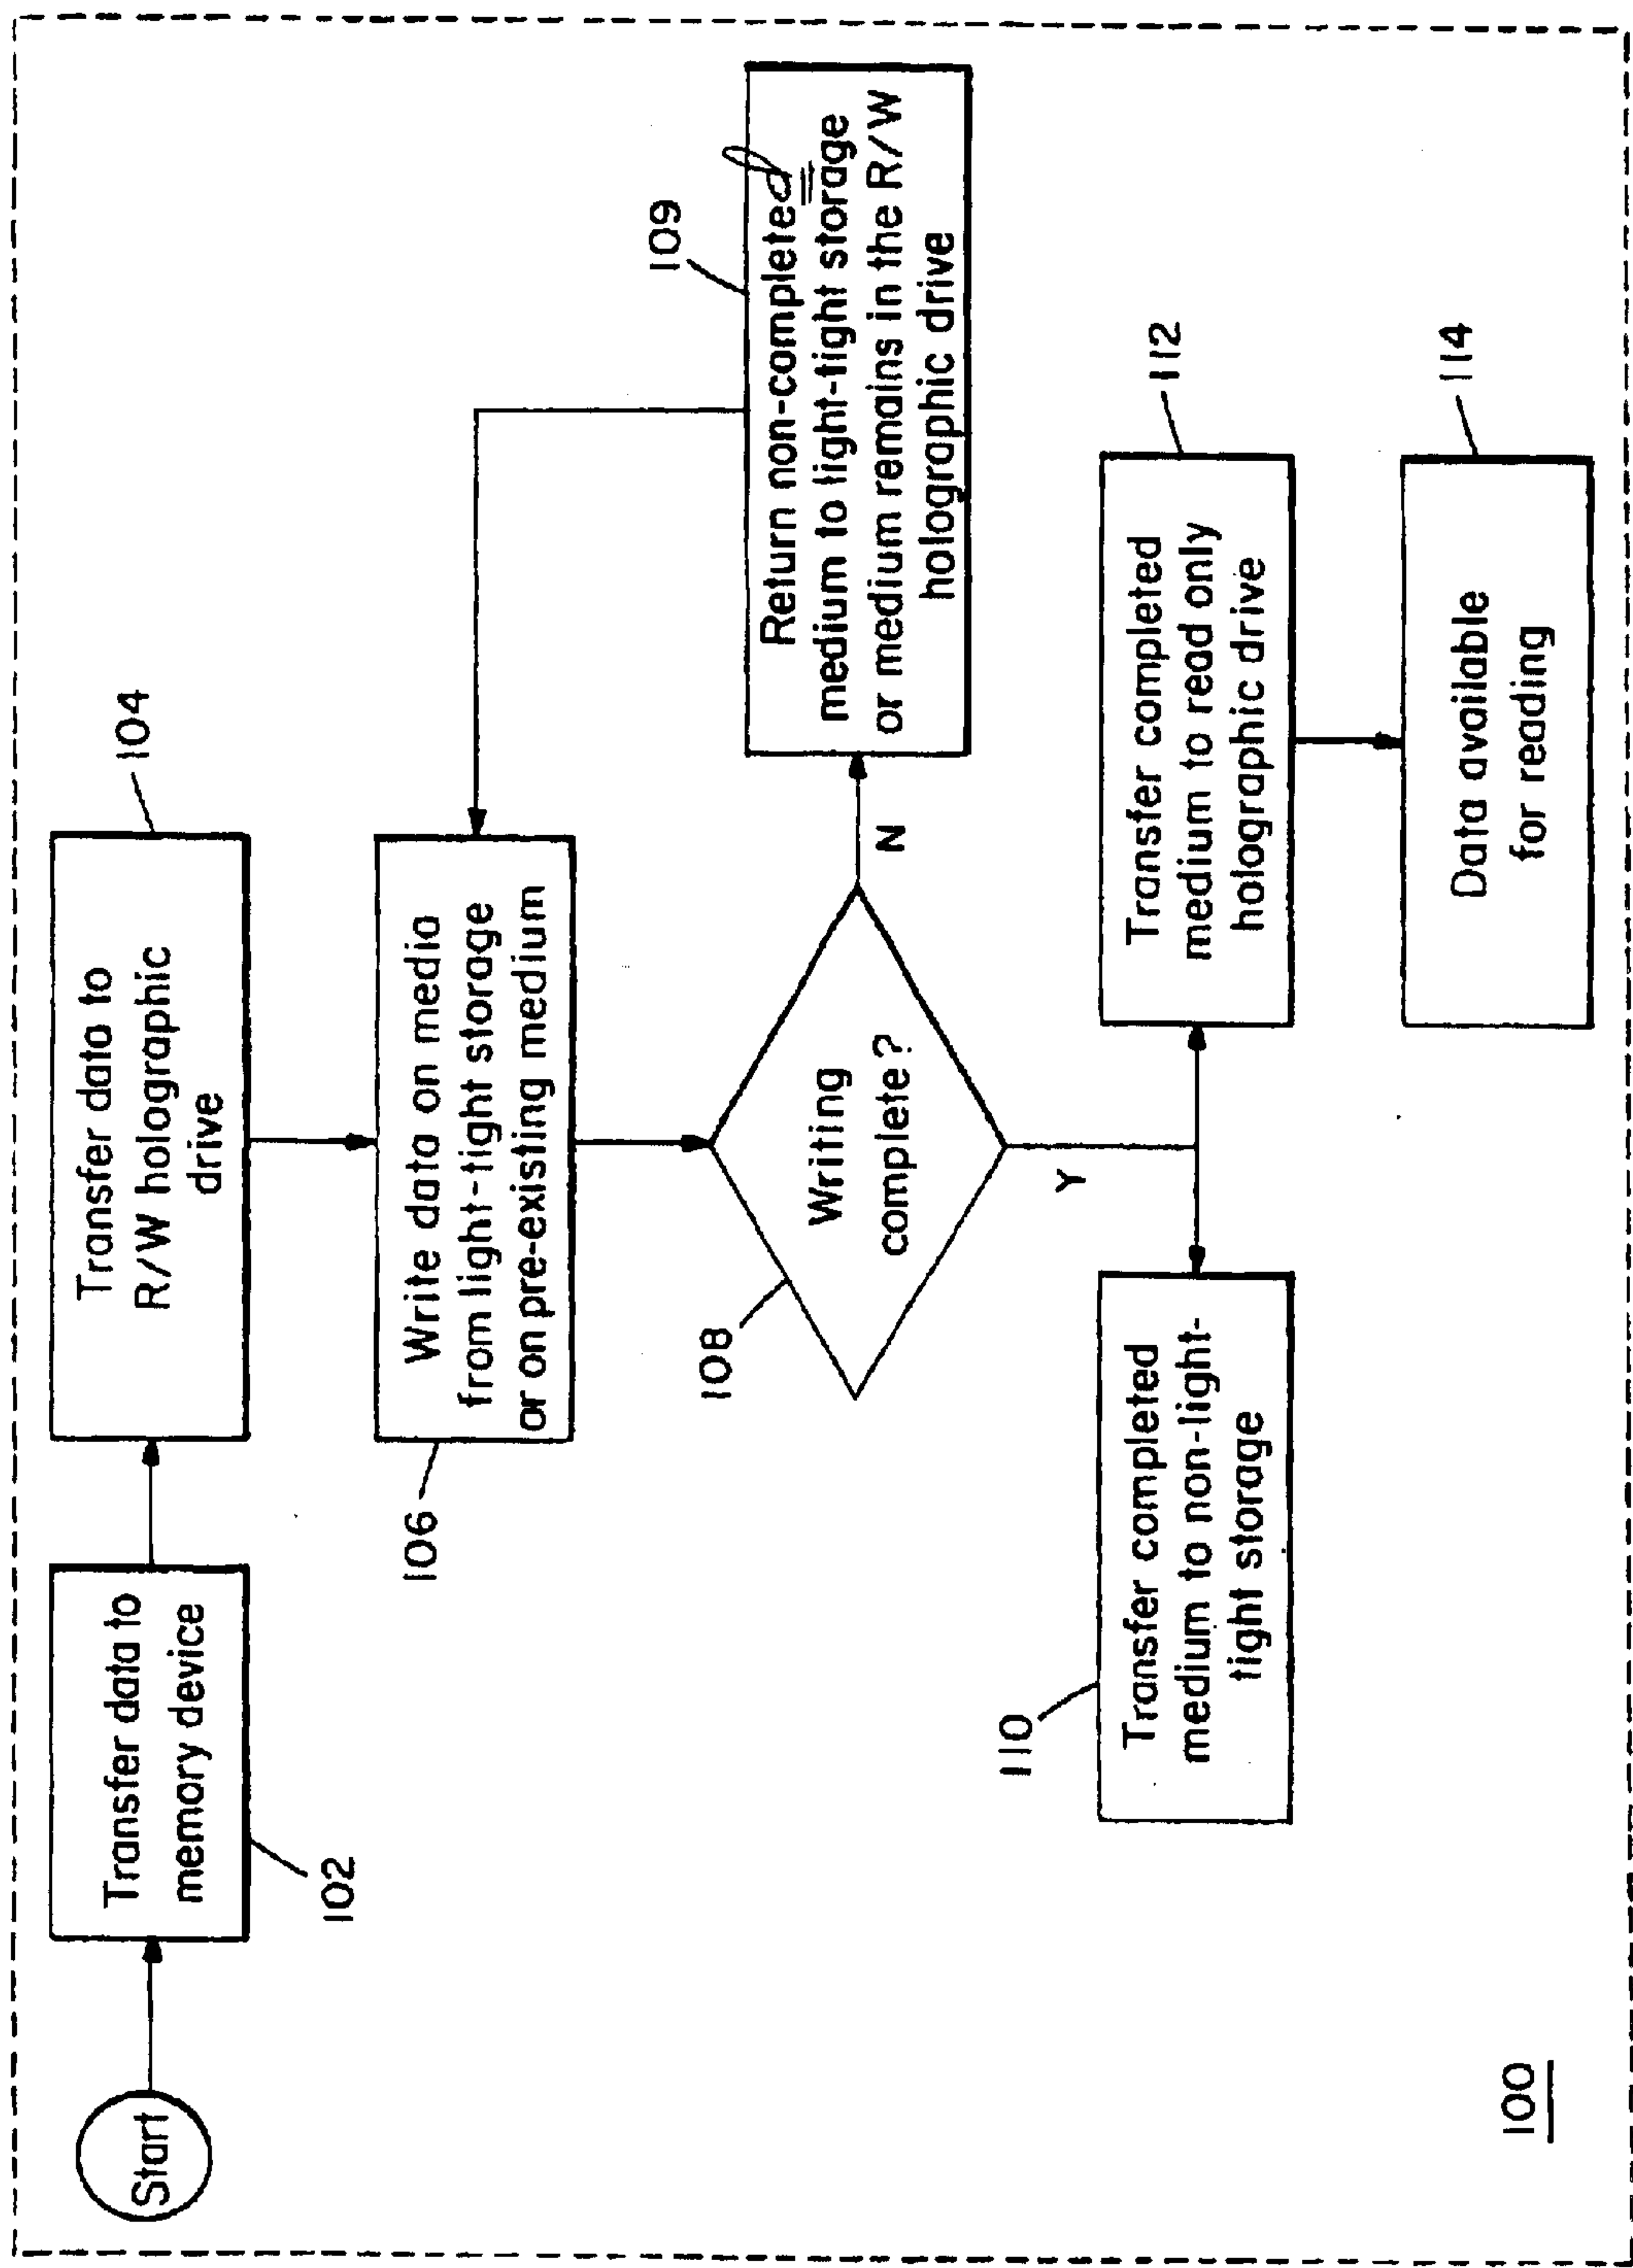 Start
Transfer data to
memory device
102
Transfer data to
R/W holographic
drive
104
Write data on media
from light-tight storage
or on pre-existing medium
106
Writing
complete?
108
N
Y
Return non-completed
medium to light-tight storage
or medium remains in the R/W
holographic drive
109
Transfer completed
medium to non-light-
tight storage
110
Transfer completed
medium to read only
holographic drive
112
Data available
for reading
114
100